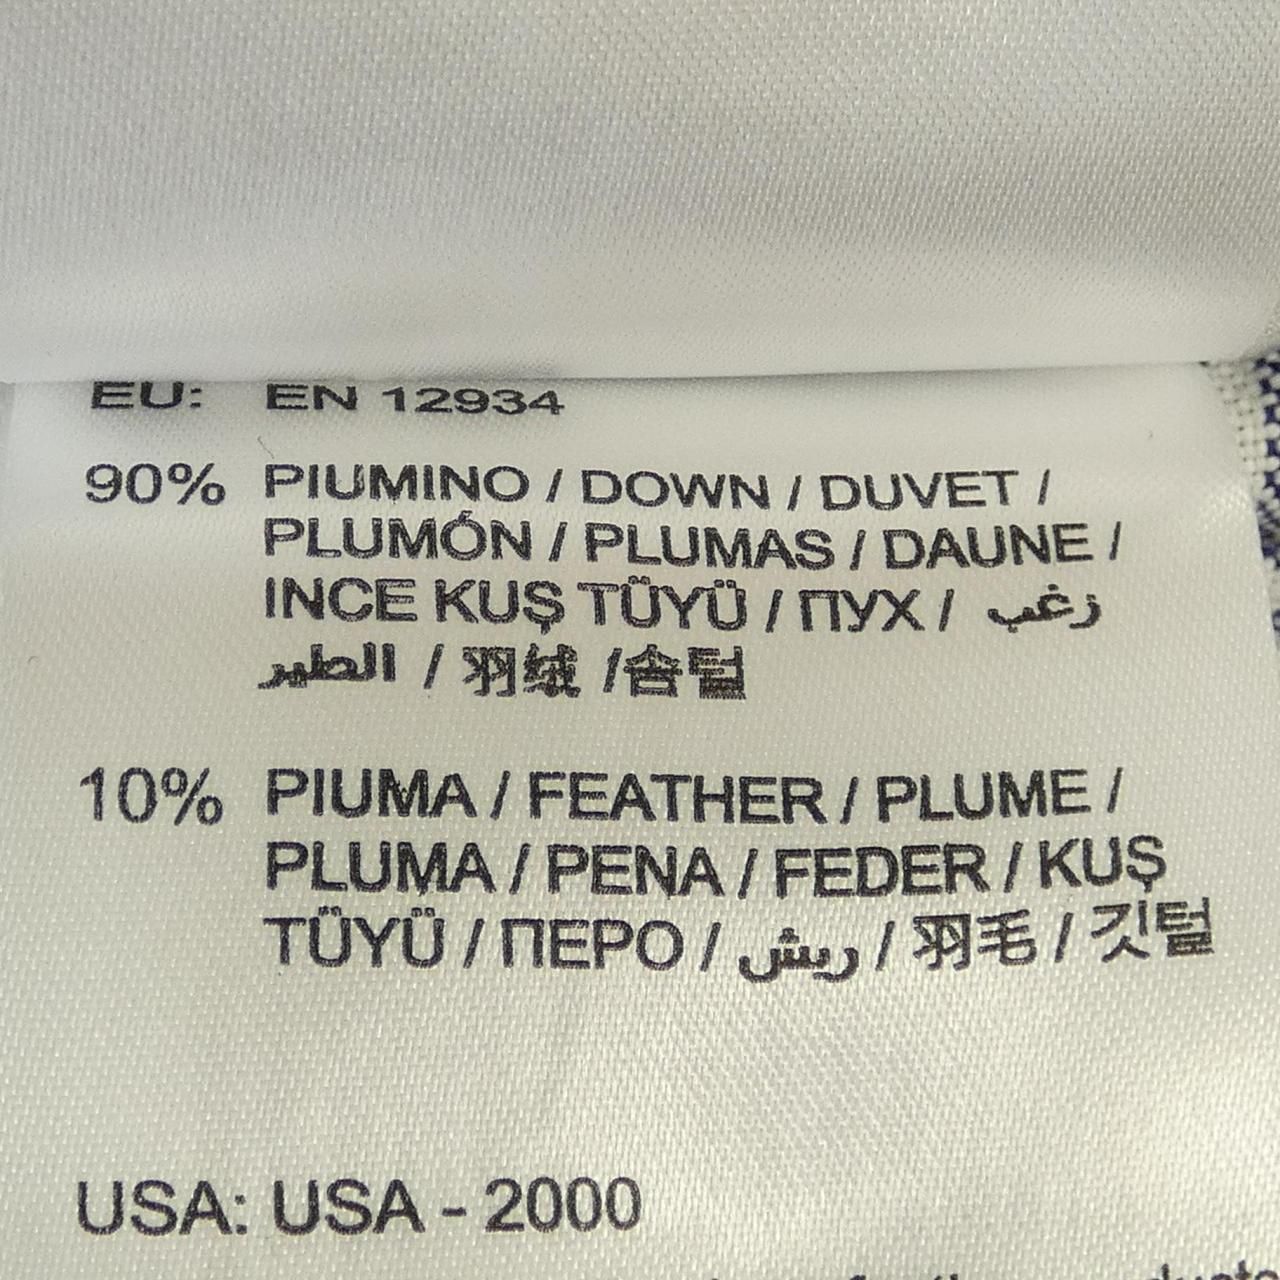 EU: EN 12934
90% PIUMINO / DOWN / DUVET /
PLUMÓN / PLUMAS / DAUNE /
INCE KUŞ TÜYÜ / ПУХ / زغب
الطير / 羽绒 /솜털
10% PIUMA / FEATHER / PLUME /
PLUMA / PENA / FEDER / KUŞ
TÜYÜ / ПЕРО / ريش / 羽毛 / 깃털
USA: USA - 2000